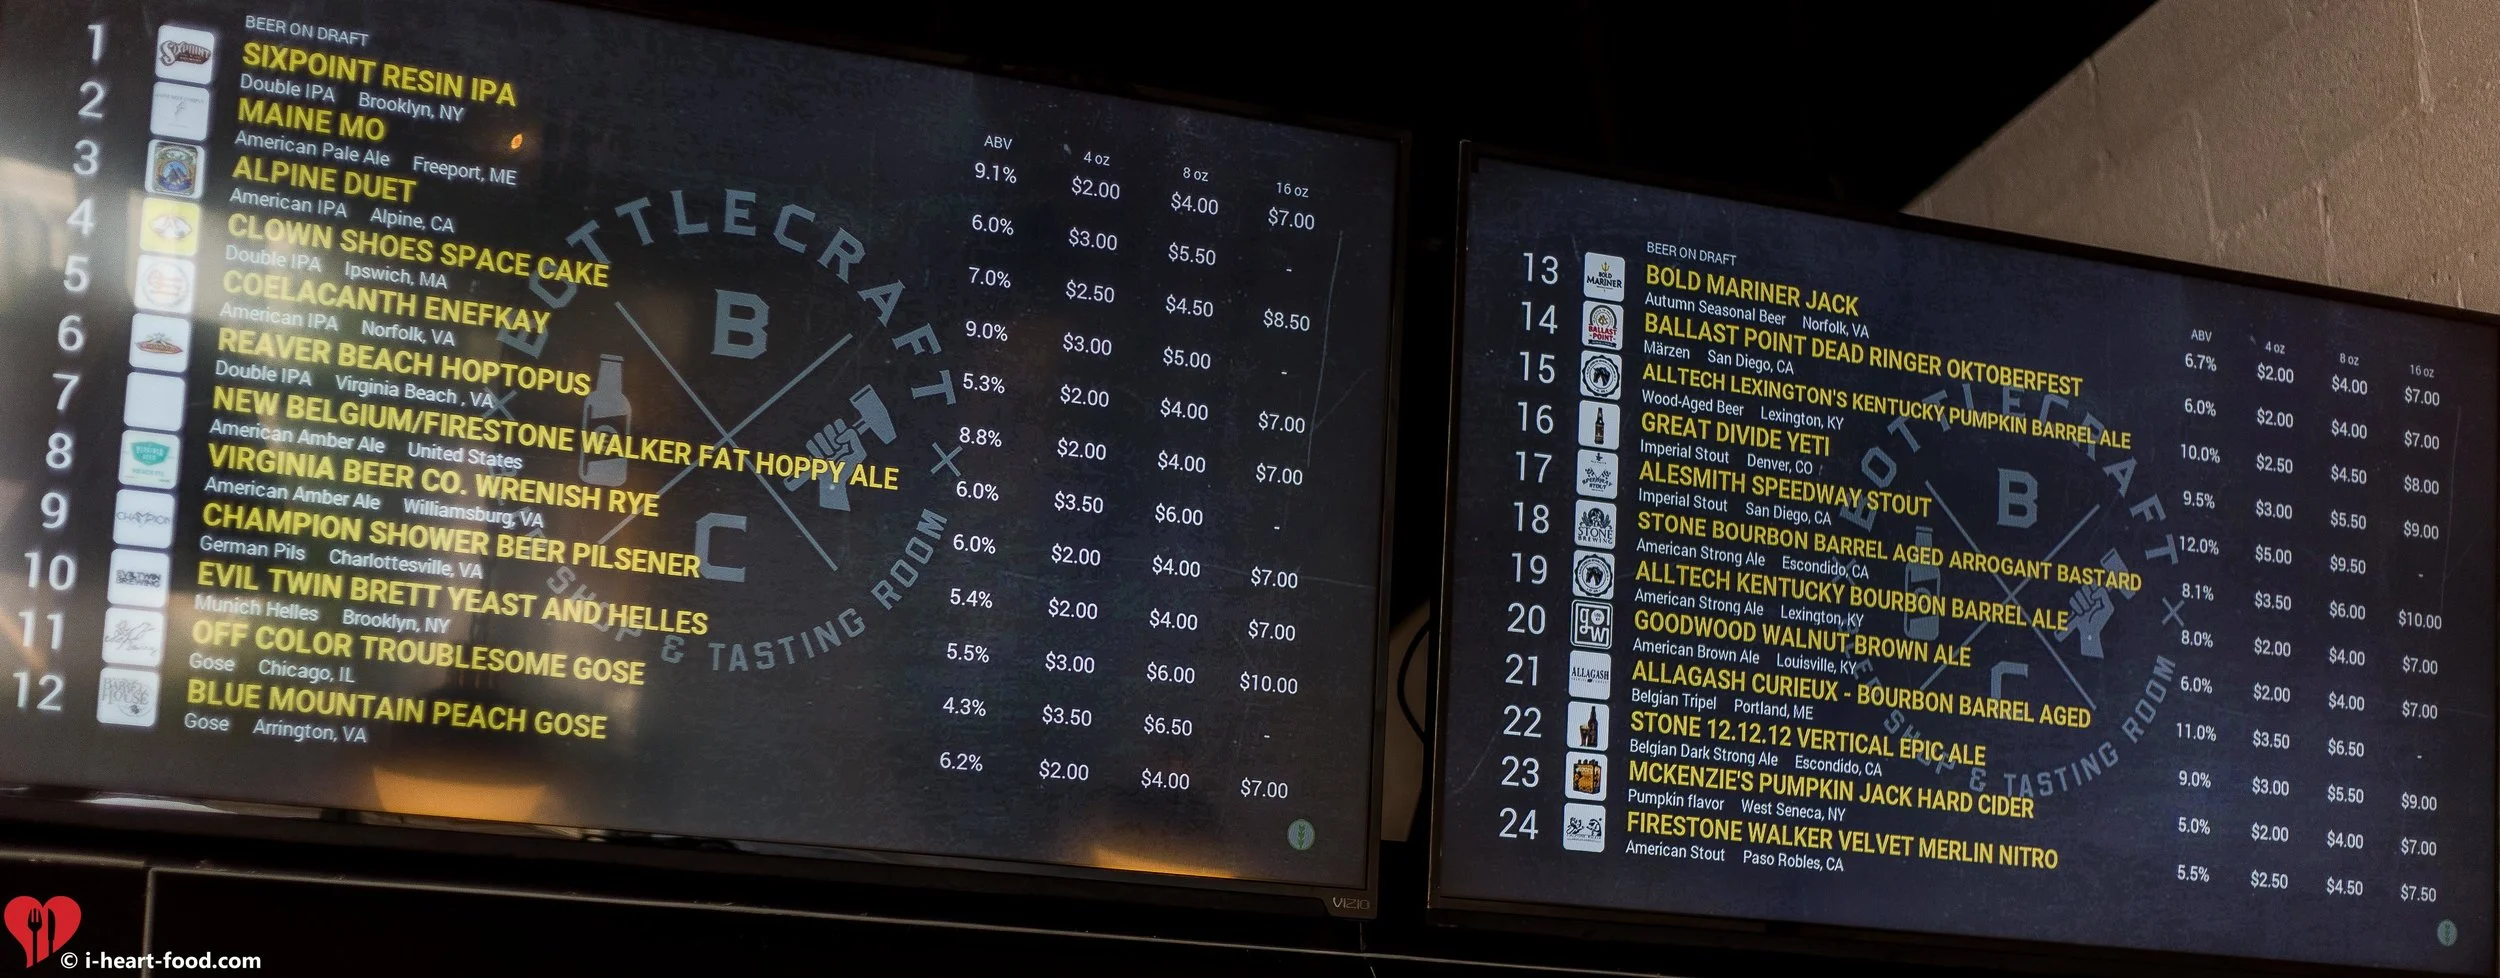 BEER ON DRAFT
ABV 4 oz 8 oz 16 oz
1 SIXPOINT RESIN IPA 9.1% $2.00 $4.00 $7.00
Double IPA Brooklyn, NY
2 MAINE MO 6.0% $3.00 $5.50 -
American Pale Ale Freeport, ME
3 ALPINE DUET 7.0% $2.50 $4.50 $8.50
American IPA Alpine, CA
4 CLOWN SHOES SPACE CAKE 9.0% $3.00 $5.00 -
Double IPA Ipswich, MA
5 COELACANTH ENEFKAY 5.3% $2.00 $4.00 $7.00
American IPA Norfolk, VA
6 REAVER BEACH HOPTOPUS 8.8% $2.00 $4.00 $7.00
Double IPA Virginia Beach , VA
7 NEW BELGIUM/FIRESTONE WALKER FAT HOPPY ALE 6.0% $3.50 $6.00 -
American Amber Ale United States
8 VIRGINIA BEER CO. WRENISH RYE 6.0% $2.00 $4.00 $7.00
American Amber Ale Williamsburg, VA
9 CHAMPION SHOWER BEER PILSENER 5.4% $2.00 $4.00 $7.00
German Pils Charlottesville, VA
10 EVIL TWIN BRETT YEAST AND HELLES 5.5% $3.00 $6.00 $10.00
Munich Helles Brooklyn, NY
11 OFF COLOR TROUBLESOME GOSE 4.3% $3.50 $6.50 -
Gose Chicago, IL
12 BLUE MOUNTAIN PEACH GOSE 6.2% $2.00 $4.00 $7.00
Gose Arrington, VA
BOTTLECRAFT
B
C
SHOP & TASTING ROOM
VIZIO
BEER ON DRAFT
ABV 4 oz 8 oz 16 oz
13 BOLD MARINER JACK 6.7% $2.00 $4.00 $7.00
Autumn Seasonal Beer Norfolk, VA
14 BALLAST POINT DEAD RINGER OKTOBERFEST 6.0% $2.00 $4.00 $7.00
Märzen San Diego, CA
15 ALLTECH LEXINGTON'S KENTUCKY PUMPKIN BARREL ALE 10.0% $2.50 $4.50 $8.00
Wood-Aged Beer Lexington, KY
16 GREAT DIVIDE YETI 9.5% $3.00 $5.50 $9.00
Imperial Stout Denver, CO
17 ALESMITH SPEEDWAY STOUT 12.0% $5.00 $9.50 -
Imperial Stout San Diego, CA
18 STONE BOURBON BARREL AGED ARROGANT BASTARD 8.1% $3.50 $6.00 $10.00
American Strong Ale Escondido, CA
19 ALLTECH KENTUCKY BOURBON BARREL ALE 8.0% $2.00 $4.00 $7.00
American Strong Ale Lexington, KY
20 GOODWOOD WALNUT BROWN ALE 6.0% $2.00 $4.00 $7.00
American Brown Ale Louisville, KY
21 ALLAGASH CURIEUX - BOURBON BARREL AGED 11.0% $3.50 $6.50 -
Belgian Tripel Portland, ME
22 STONE 12.12.12 VERTICAL EPIC ALE 9.0% $3.00 $5.50 $9.00
Belgian Dark Strong Ale Escondido, CA
23 MCKENZIE'S PUMPKIN JACK HARD CIDER 5.0% $2.00 $4.00 $7.00
Pumpkin flavor West Seneca, NY
24 FIRESTONE WALKER VELVET MERLIN NITRO 5.5% $2.50 $4.50 $7.50
American Stout Paso Robles, CA
BOTTLECRAFT
B
C
SHOP & TASTING ROOM
© i-heart-food.com